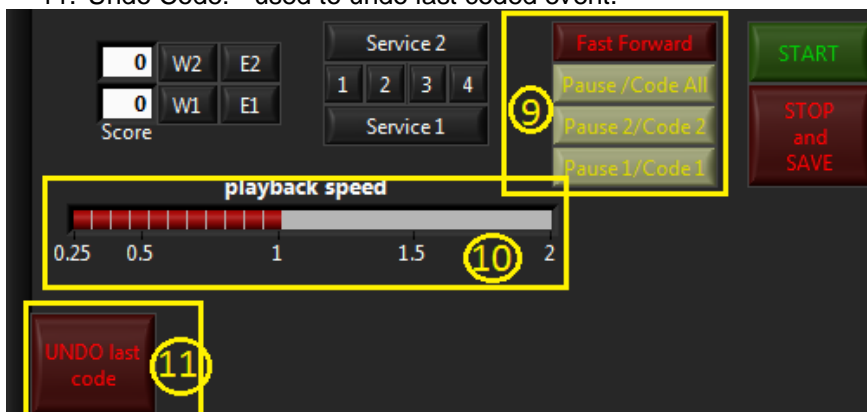 11. Undo Code: used to undo last coded event.
0 W2 E2
0 W1 E1
Score
Service 2
1 2 3 4
Service 1
Fast Forward
Pause /Code All
Pause 2/Code 2
Pause 1/Code 1
9
START
STOP
and
SAVE
playback speed
0.25 0.5 1 1.5 2
10
UNDO last
code
11